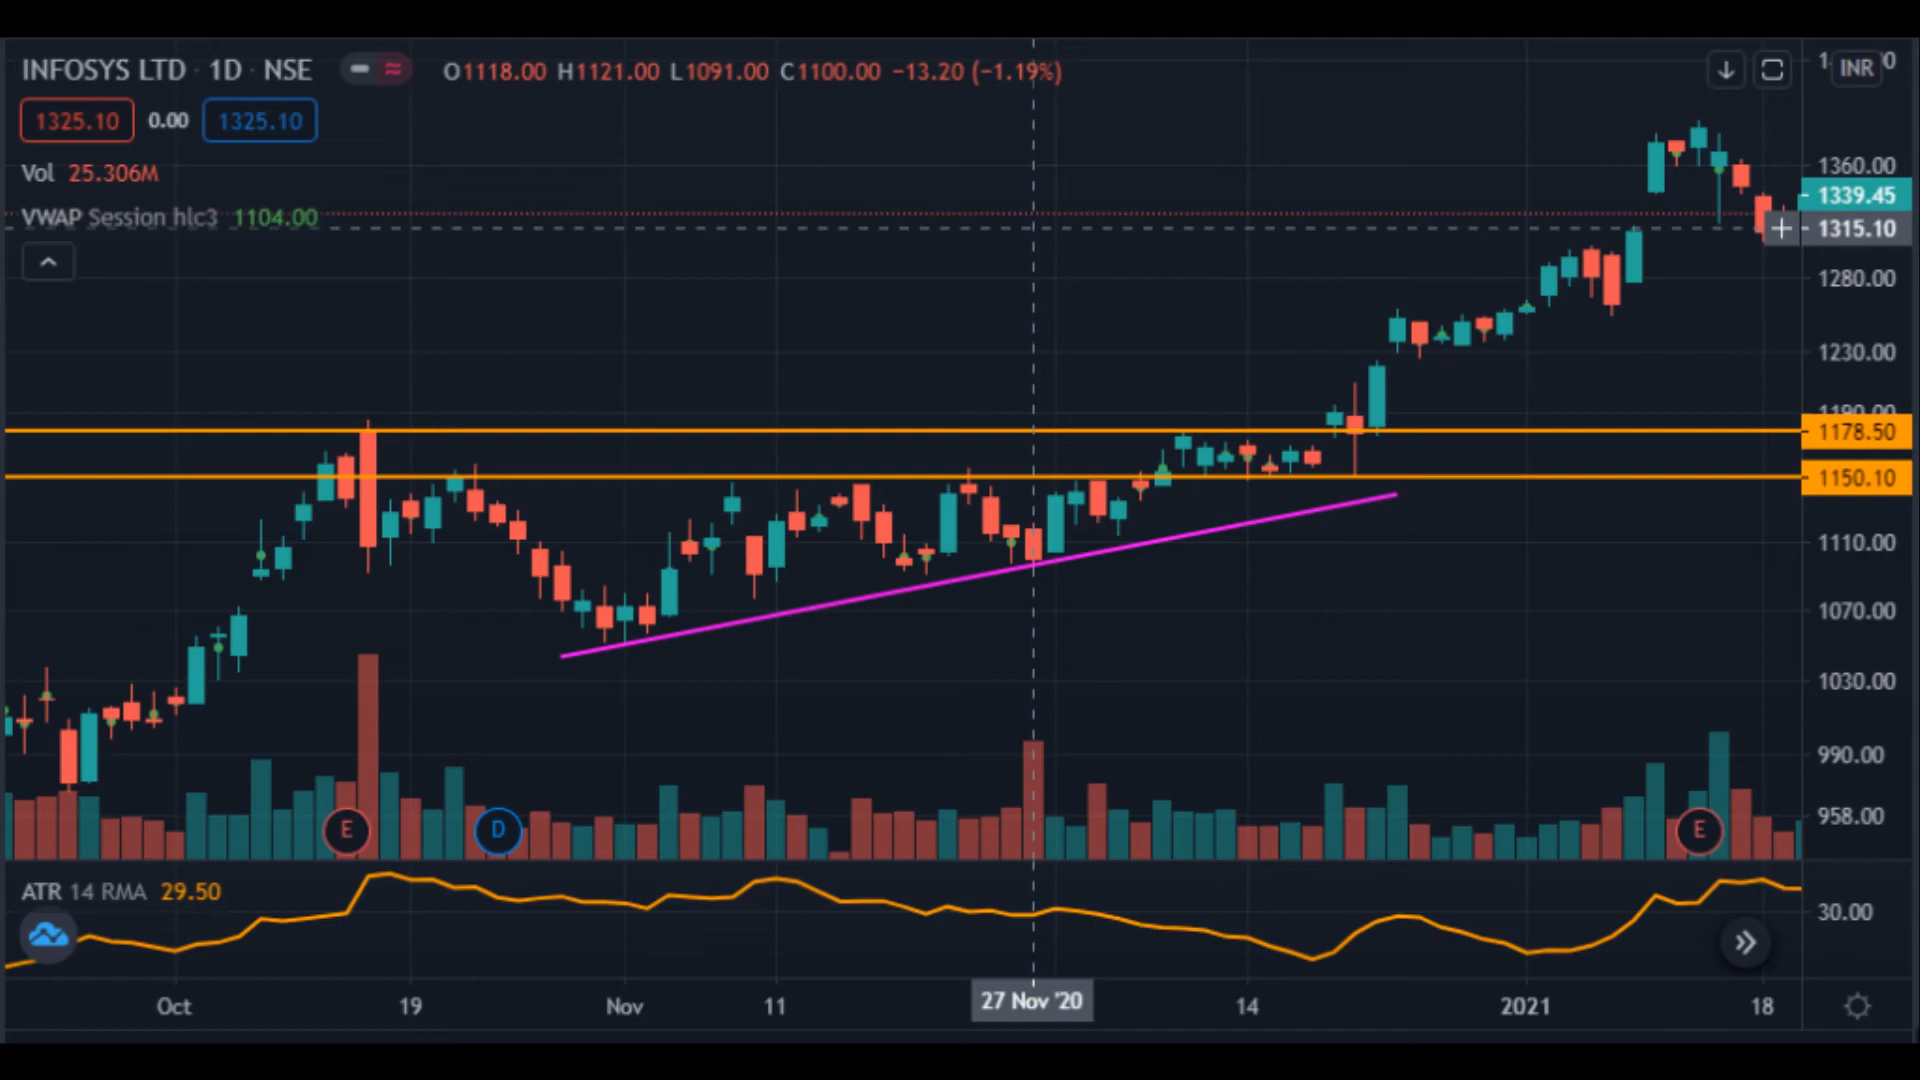 INFOSYS LTD · 1D · NSE
O1118.00 H1121.00 L1091.00 C1100.00 −13.20 (−1.19%)
INR
1325.10 0.00 1325.10
Vol 25.306M
VWAP Session hlc3 1104.00
1360.00
1339.45
1315.10
1280.00
1230.00
1190.00
1178.50
1150.10
1110.00
1070.00
1030.00
990.00
958.00
E
D
E
ATR 14 RMA 29.50
30.00
Oct 19 Nov 11 27 Nov '20 14 2021 18